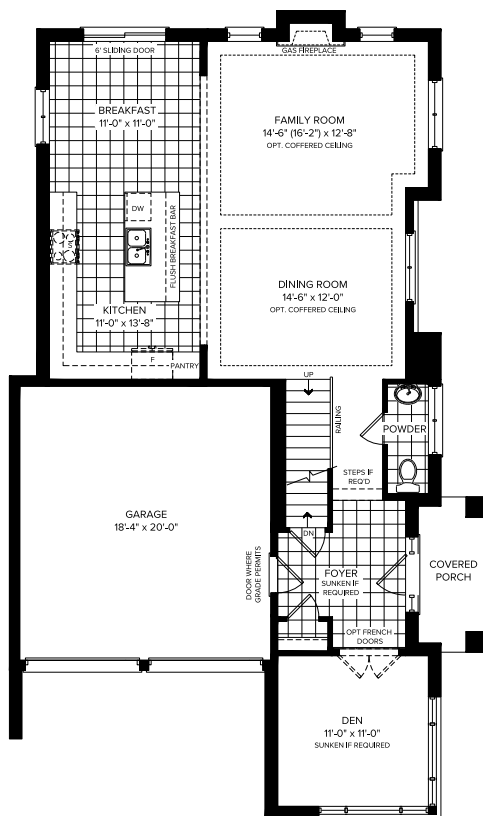 6' SLIDING DOOR
GAS FIREPLACE
BREAKFAST
11'-0" x 11'-0"
FAMILY ROOM
14'-6" (16'-2") x 12'-8"
OPT. COFFERED CEILING
DW
S
FLUSH BREAKFAST BAR
DINING ROOM
14'-6" x 12'-0"
OPT. COFFERED CEILING
KITCHEN
11'-0" x 13'-8"
F
PANTRY
UP
RAILING
POWDER
STEPS IF
REQ'D
GARAGE
18'-4" x 20'-0"
DN
DOOR WHERE
GRADE PERMITS
FOYER
SUNKEN IF
REQUIRED
COVERED
PORCH
OPT FRENCH
DOORS
DEN
11'-0" x 11'-0"
SUNKEN IF REQUIRED